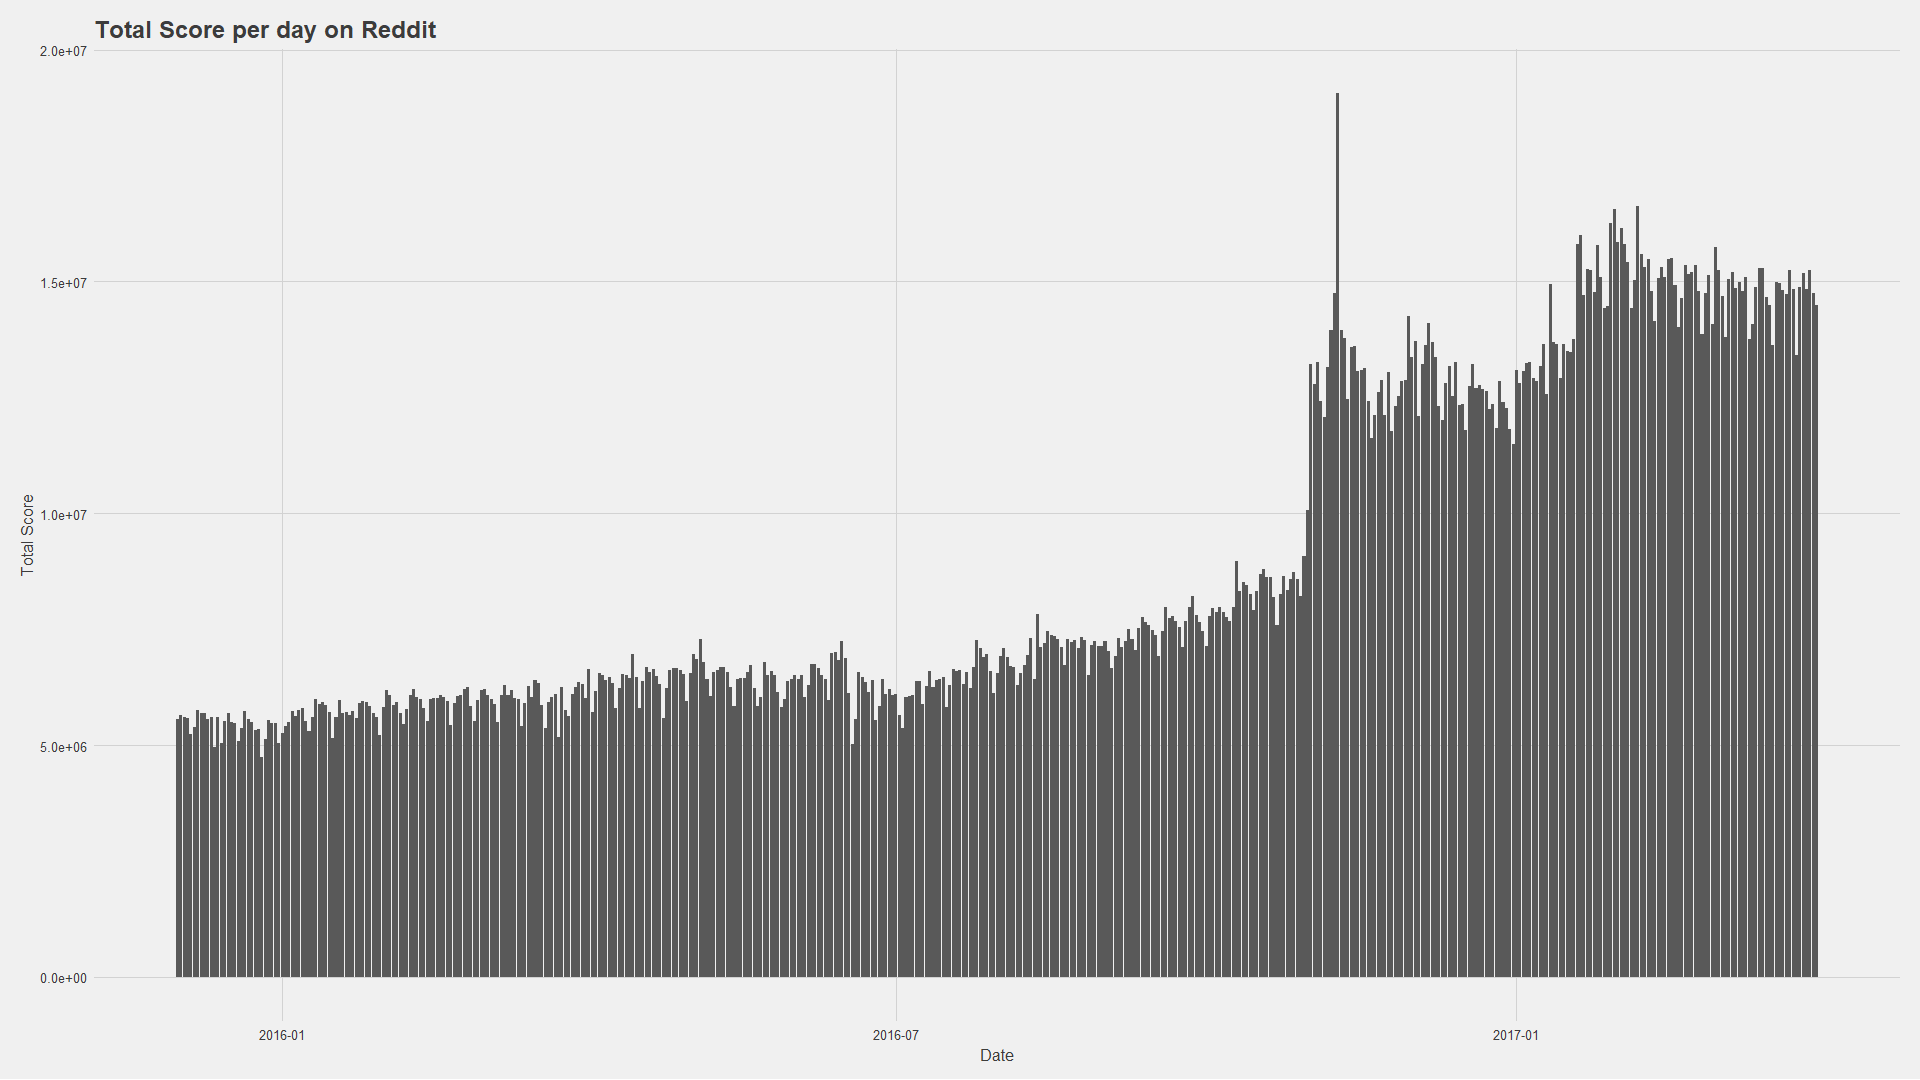 Total Score per day on Reddit
2.0e+07
1.5e+07
1.0e+07
5.0e+06
0.0e+00
Total Score
2016-01
2016-07
2017-01
Date